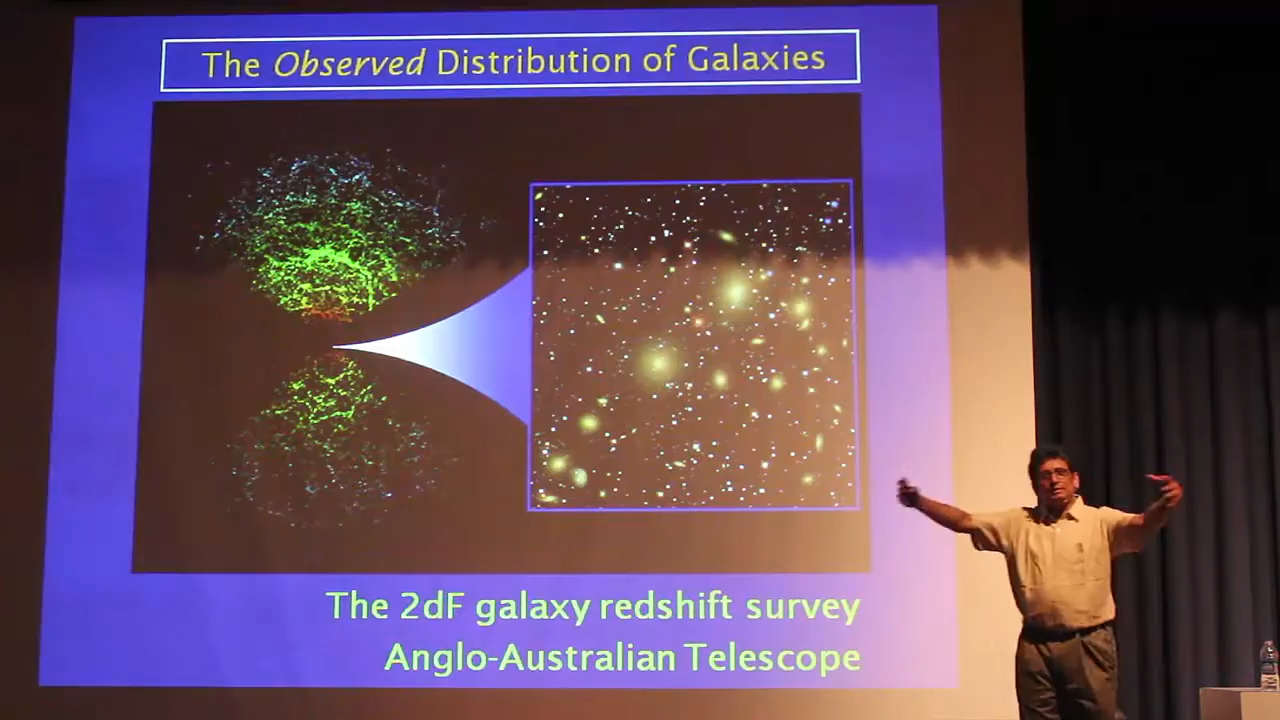 The Observed Distribution of Galaxies
The 2dF galaxy redshift survey
Anglo-Australian Telescope